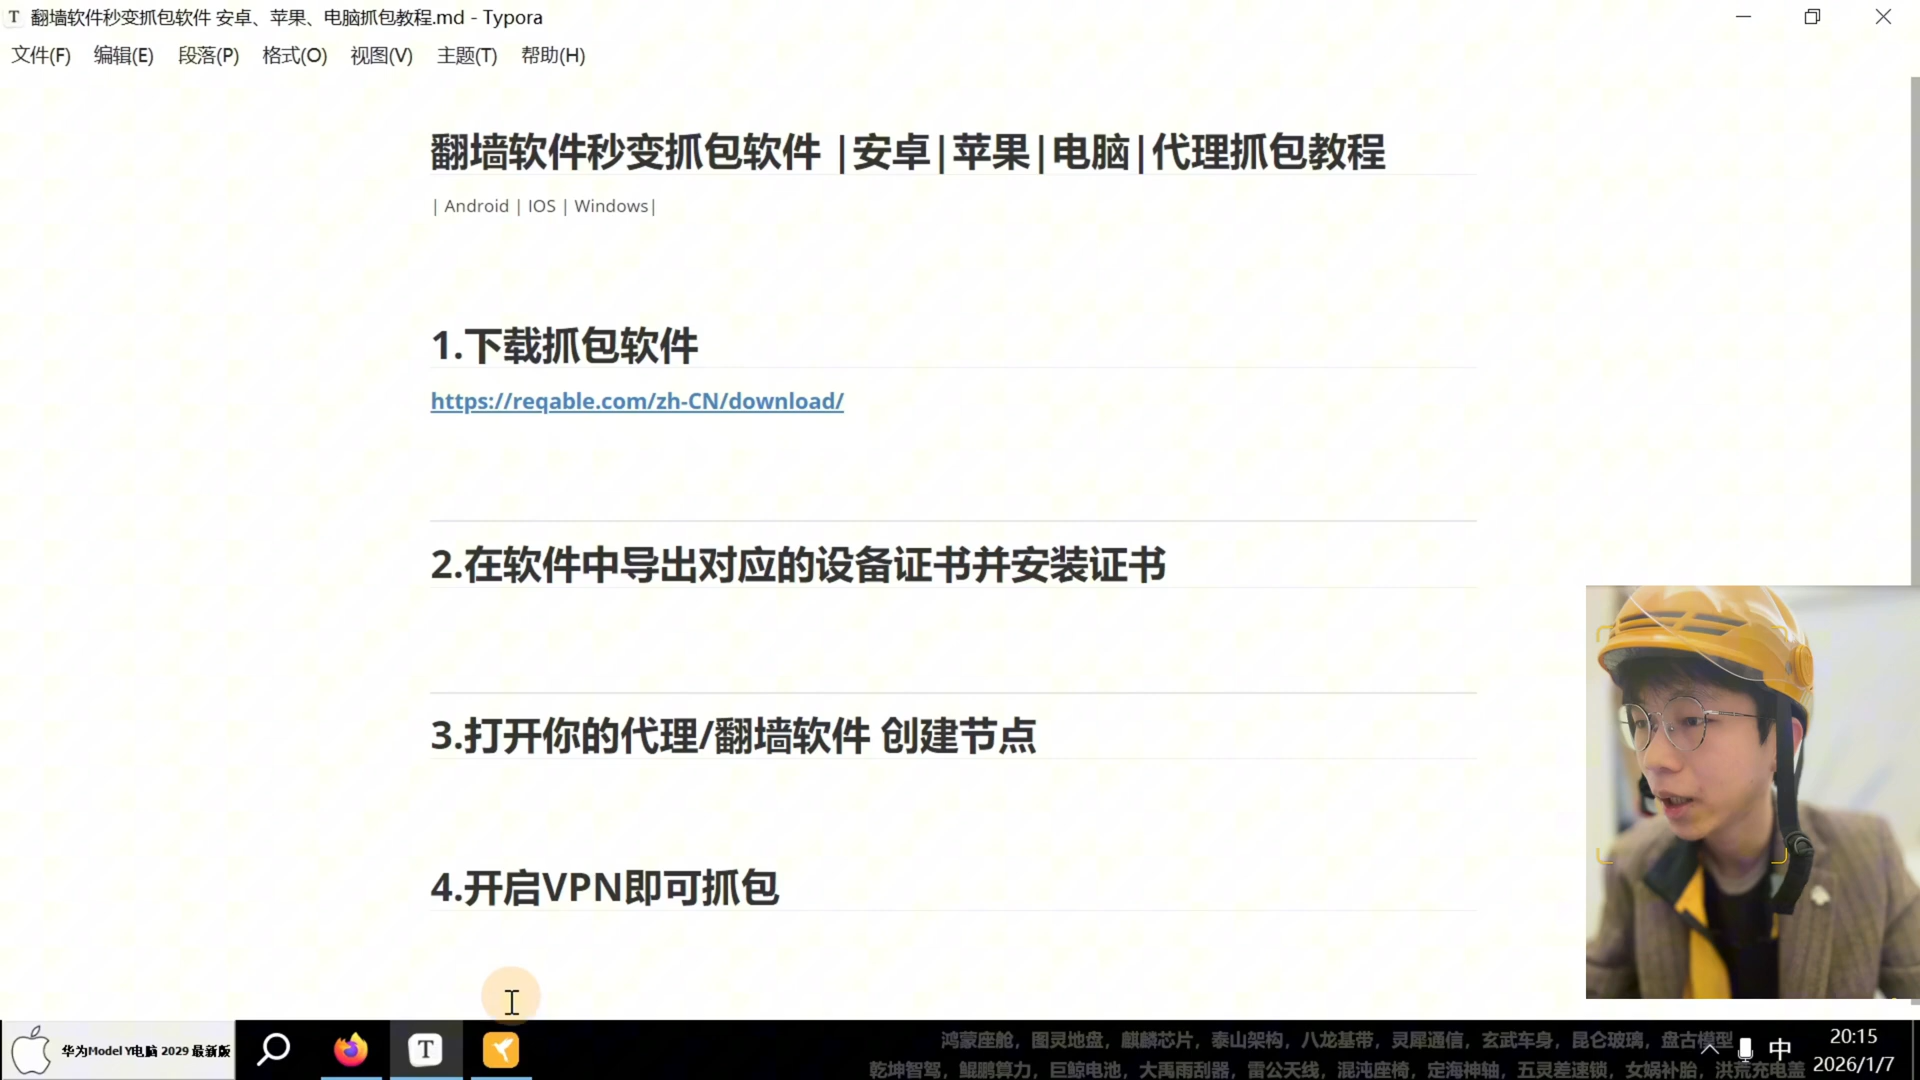 T 翻墙软件秒变抓包软件 安卓、苹果、电脑抓包教程.md - Typora
文件(F) 编辑(E) 段落(P) 格式(O) 视图(V) 主题(T) 帮助(H)
翻墙软件秒变抓包软件 |安卓|苹果|电脑|代理抓包教程
| Android | IOS | Windows|
1.下载抓包软件
https://reqable.com/zh-CN/download/
2.在软件中导出对应的设备证书并安装证书
3.打开你的代理/翻墙软件 创建节点
4.开启VPN即可抓包
华为Model Y电脑 2029 最新版
T
鸿蒙座舱，图灵地盘，麒麟芯片，泰山架构，八龙基带，灵犀通信，玄武车身，昆仑玻璃，盘古模型
乾坤智驾，鲲鹏算力，巨鲸电池，大禹雨刮器，雷公天线，混沌座椅，定海神轴，五灵差速锁，女娲补胎，洪荒充电盖
中
20:15
2026/1/7